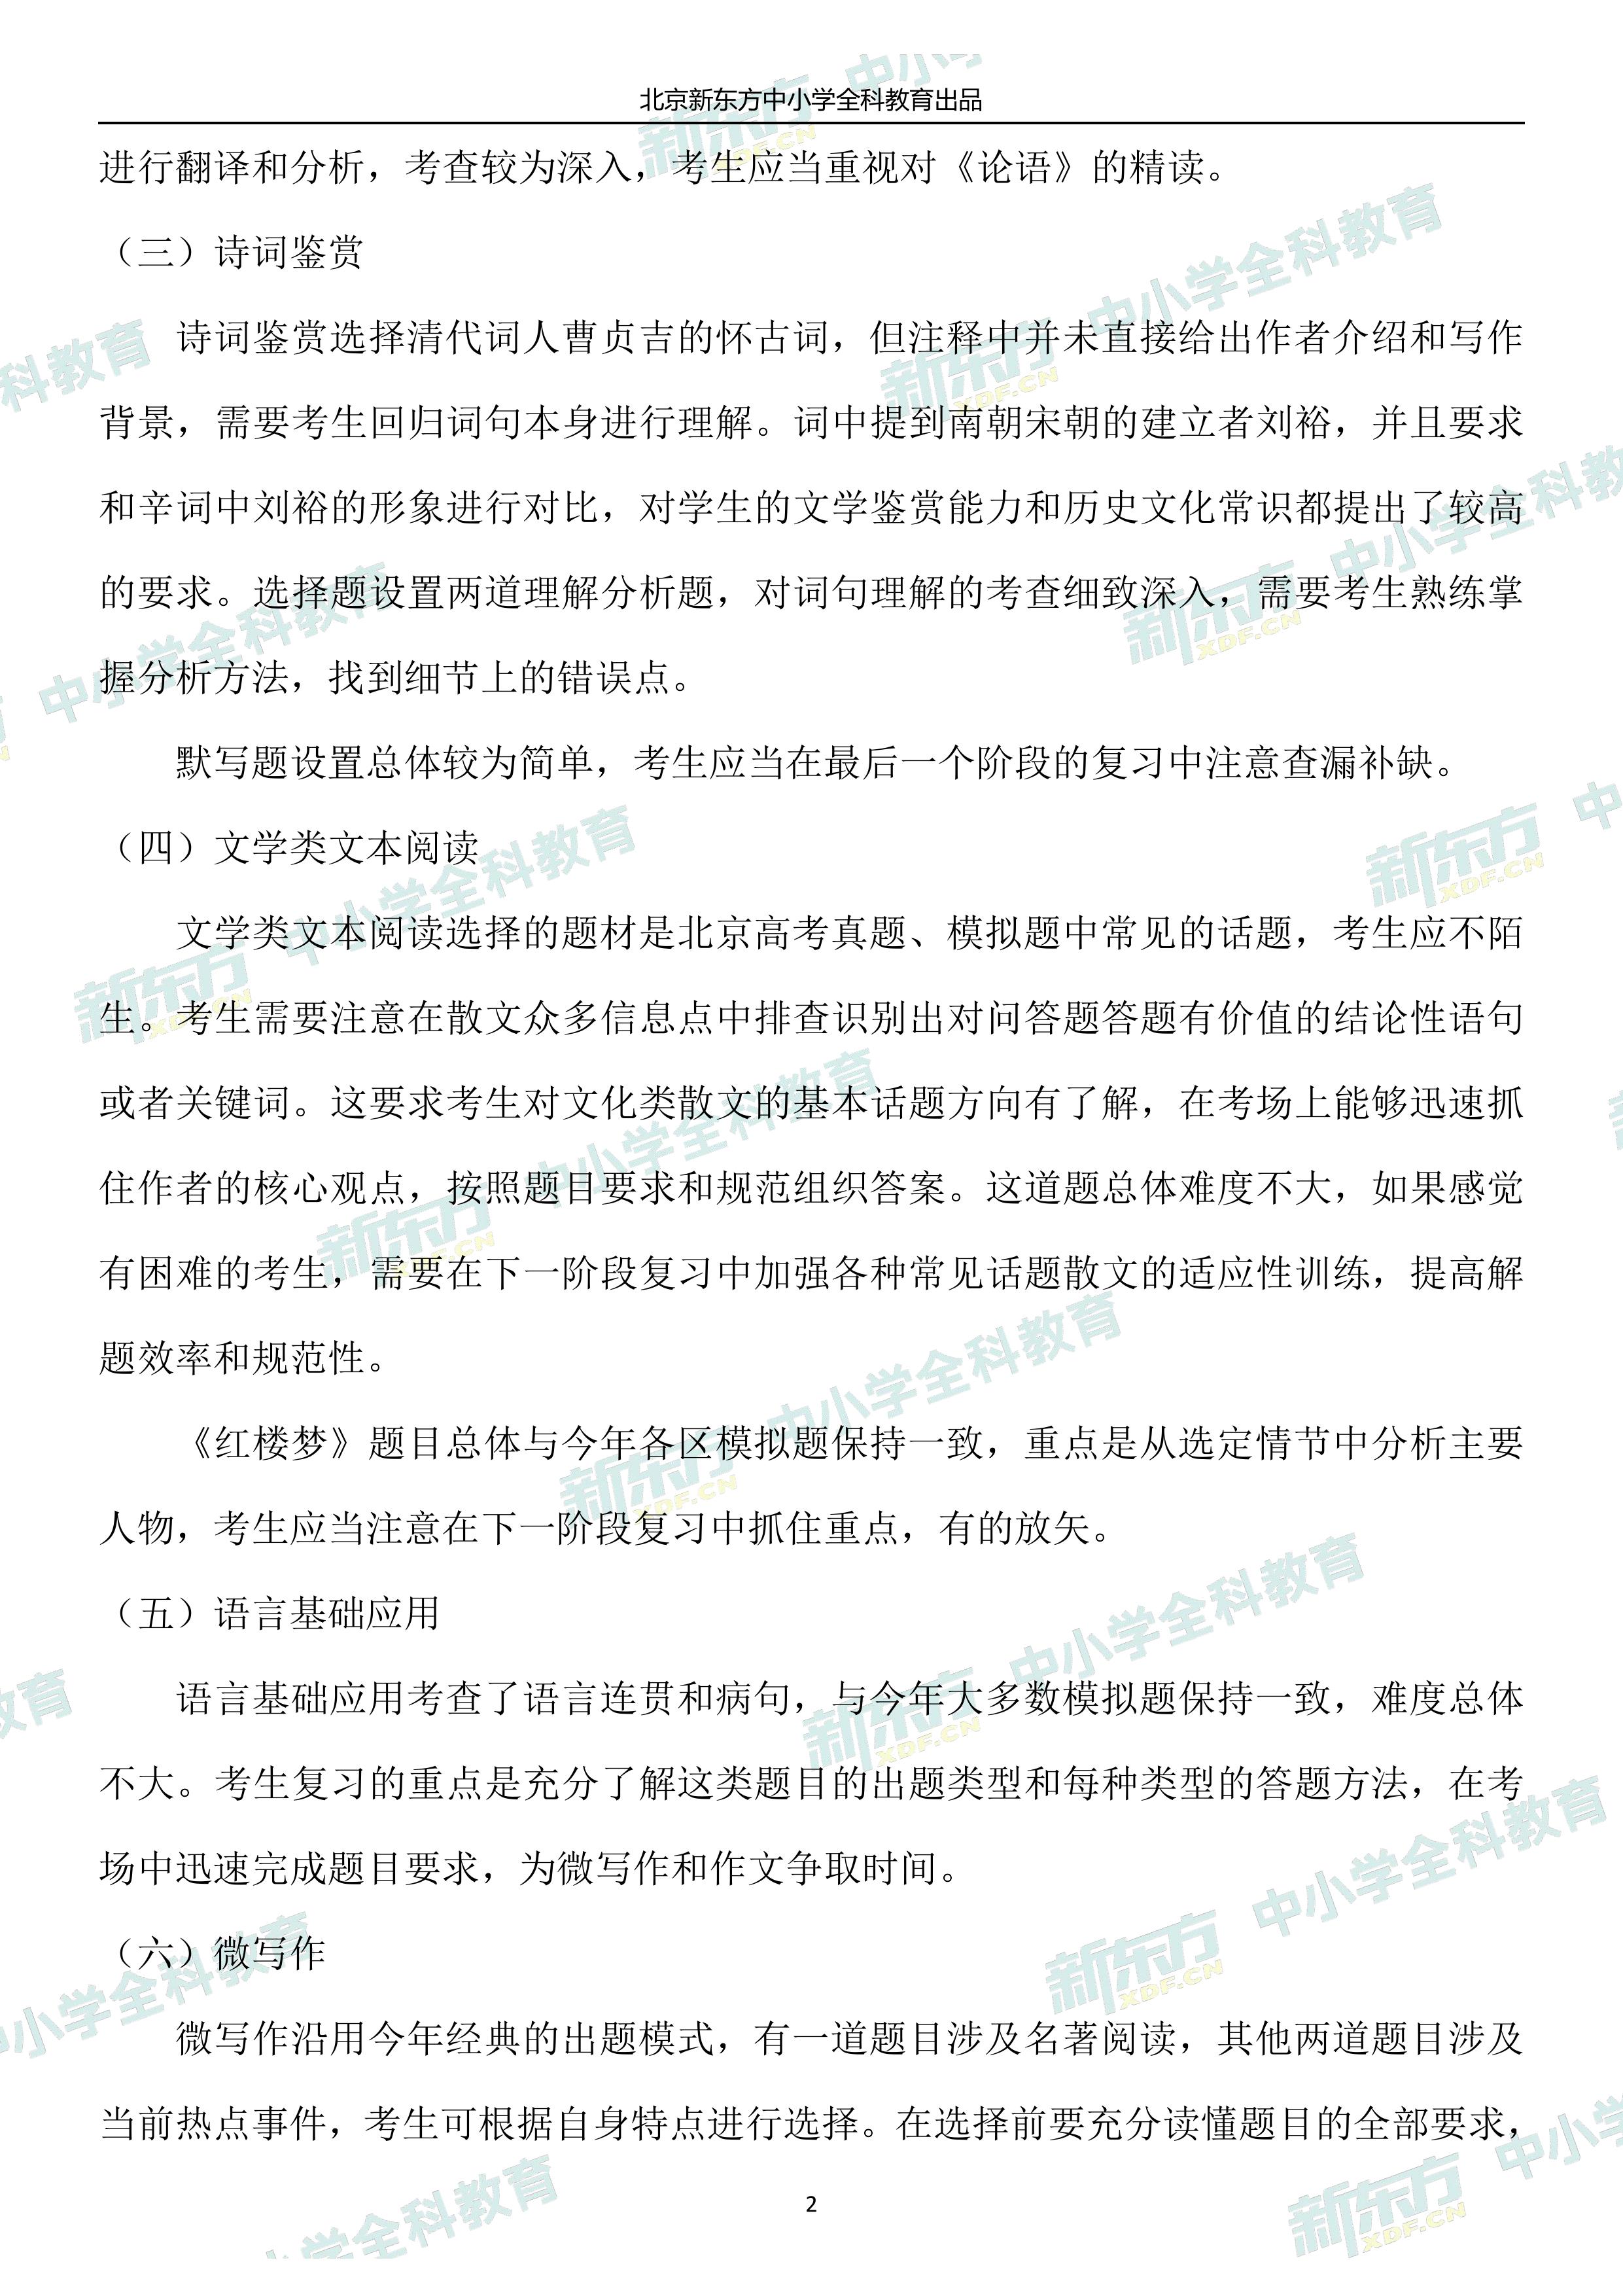 北京新东方中小学全科教育出品
进行翻译和分析，考查较为深入，考生应当重视对《论语》的精读。
（三）诗词鉴赏
诗词鉴赏选择清代词人曹贞吉的怀古词，但注释中并未直接给出作者介绍和写作
背景，需要考生回归词句本身进行理解。词中提到南朝宋朝的建立者刘裕，并且要求
和辛词中刘裕的形象进行对比，对学生的文学鉴赏能力和历史文化常识都提出了较高
的要求。选择题设置两道理解分析题，对词句理解的考查细致深入，需要考生熟练掌
握分析方法，找到细节上的错误点。
默写题设置总体较为简单，考生应当在最后一个阶段的复习中注意查漏补缺。
（四）文学类文本阅读
文学类文本阅读选择的题材是北京高考真题、模拟题中常见的话题，考生应不陌
生。考生需要注意在散文众多信息点中排查识别出对问答题答题有价值的结论性语句
或者关键词。这要求考生对文化类散文的基本话题方向有了解，在考场上能够迅速抓
住作者的核心观点，按照题目要求和规范组织答案。这道题总体难度不大，如果感觉
有困难的考生，需要在下一阶段复习中加强各种常见话题散文的适应性训练，提高解
题效率和规范性。
《红楼梦》题目总体与今年各区模拟题保持一致，重点是从选定情节中分析主要
人物，考生应当注意在下一阶段复习中抓住重点，有的放矢。
（五）语言基础应用
语言基础应用考查了语言连贯和病句，与今年大多数模拟题保持一致，难度总体
不大。考生复习的重点是充分了解这类题目的出题类型和每种类型的答题方法，在考
场中迅速完成题目要求，为微写作和作文争取时间。
（六）微写作
微写作沿用今年经典的出题模式，有一道题目涉及名著阅读，其他两道题目涉及
当前热点事件，考生可根据自身特点进行选择。在选择前要充分读懂题目的全部要求，
2
新东方 XDF.CN 中小学全科教育